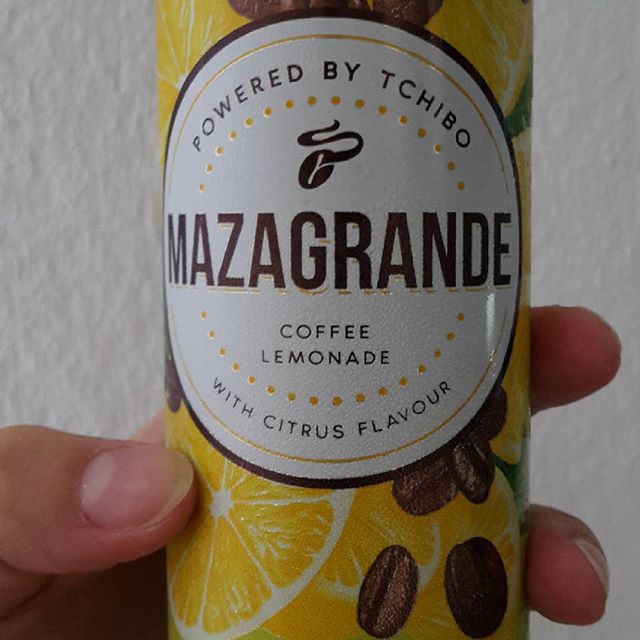 POWERED BY TCHIBO
MAZAGRANDE
COFFEE
LEMONADE
WITH CITRUS FLAVOUR